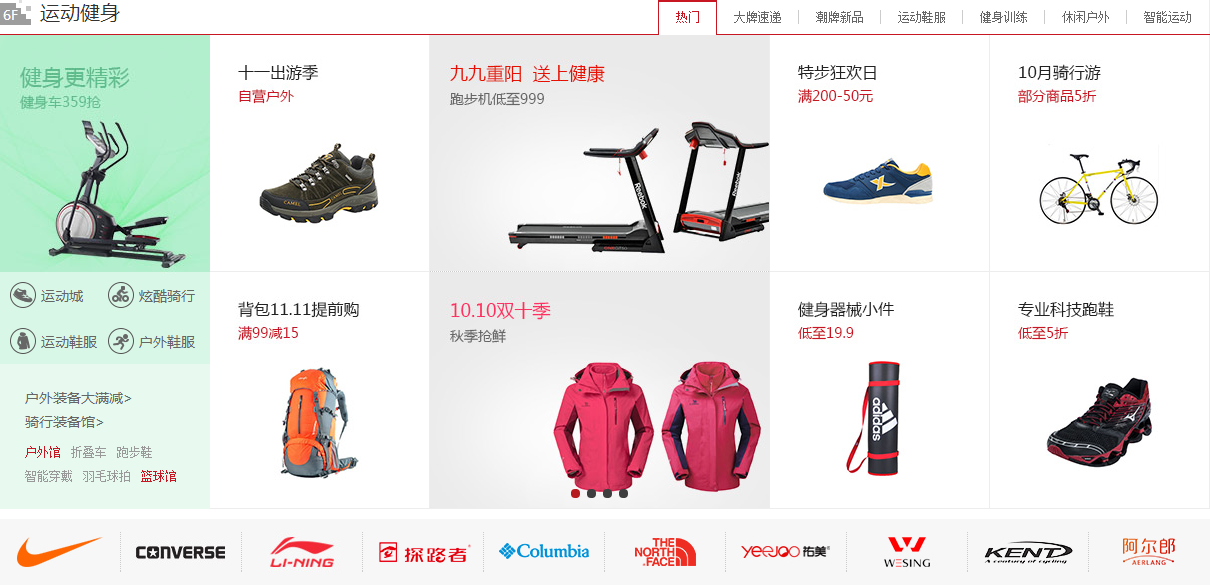 6F 运动健身
热门 大牌速递 潮牌新品 运动鞋服 健身训练 休闲户外 智能运动
健身更精彩
健身车359抢
十一出游季
自营户外
CAMEL
九九重阳 送上健康
跑步机低至999
Reebok
Reebok
特步狂欢日
满200-50元
10月骑行游
部分商品5折
运动城 炫酷骑行
运动鞋服 户外鞋服
户外装备大满减>
骑行装备馆>
户外馆 折叠车 跑步鞋
智能穿戴 羽毛球拍 篮球馆
背包11.11提前购
满99减15
10.10双十季
秋季抢鲜
健身器械小件
低至19.9
adidas
专业科技跑鞋
低至5折
CONVERSE
LI-NING
探路者
Columbia
THE
NORTH
FACE
佑美
WESING
KENT
A century of cycling
阿尔郎
AERLANG